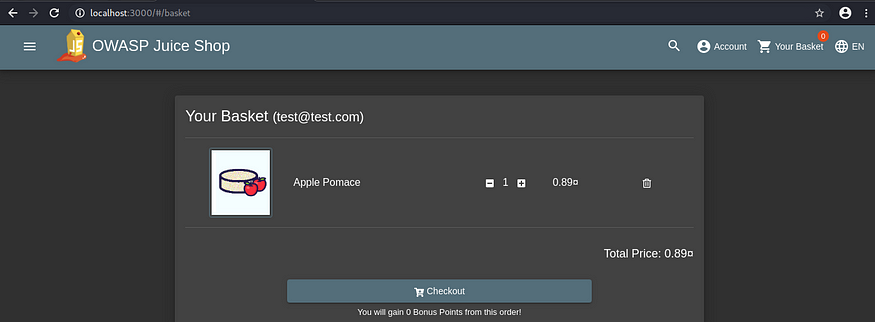 localhost:3000/#/basket
OWASP Juice Shop
Account
0
Your Basket
EN
Your Basket (test@test.com)
Apple Pomace
1
0.89¤
Total Price: 0.89¤
Checkout
You will gain 0 Bonus Points from this order!